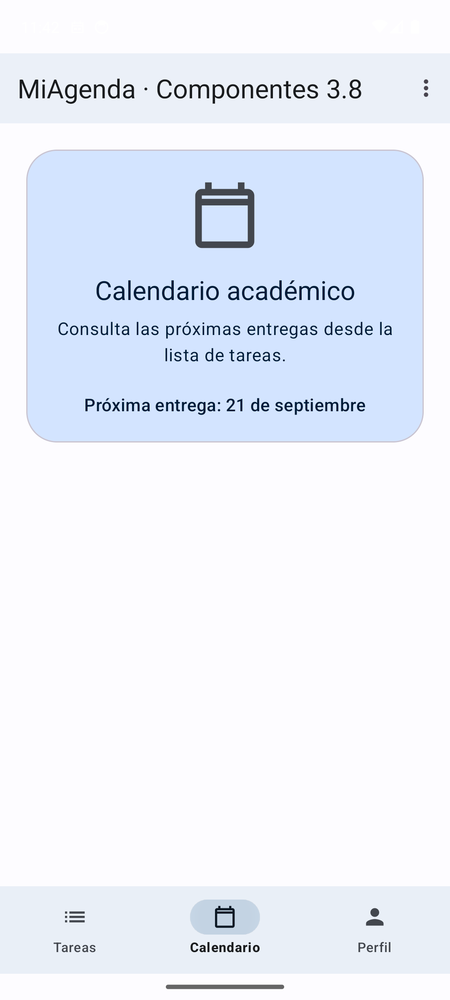 MiAgenda · Componentes 3.8
Calendario académico
Consulta las próximas entregas desde la
lista de tareas.
Próxima entrega: 21 de septiembre
Tareas
Calendario
Perfil